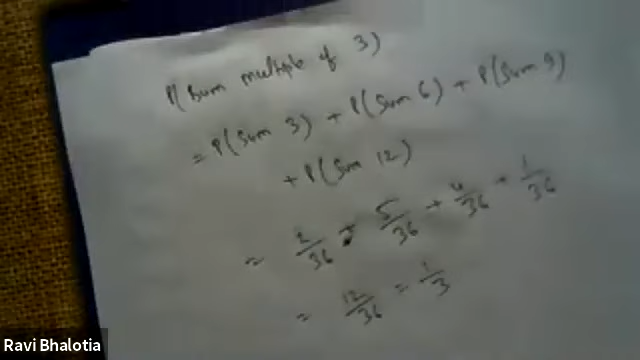 P(Sum multiple of 3)
= P(Sum 3) + P(Sum 6) + P(Sum 9)
+ P(Sum 12)
= 2/36 + 5/36 + 4/36 + 1/36
= 12/36 = 1/3
Ravi Bhalotia